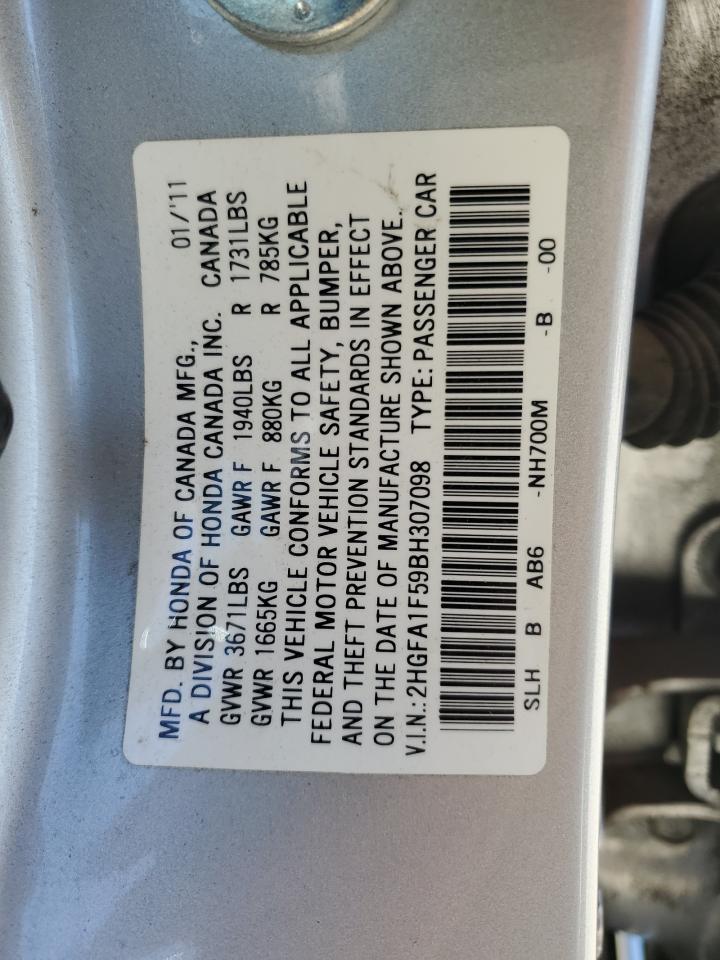 MFD. BY HONDA OF CANADA MFG., 01/'11
A DIVISION OF HONDA CANADA INC. CANADA
GVWR 3671LBS GAWR F 1940LBS R 1731LBS
GVWR 1665KG GAWR F 880KG R 785KG
THIS VEHICLE CONFORMS TO ALL APPLICABLE
FEDERAL MOTOR VEHICLE SAFETY, BUMPER,
AND THEFT PREVENTION STANDARDS IN EFFECT
ON THE DATE OF MANUFACTURE SHOWN ABOVE.
V.I.N.: 2HGFA1F59BH307098 TYPE: PASSENGER CAR
SLH B AB6 -NH700M -B -00